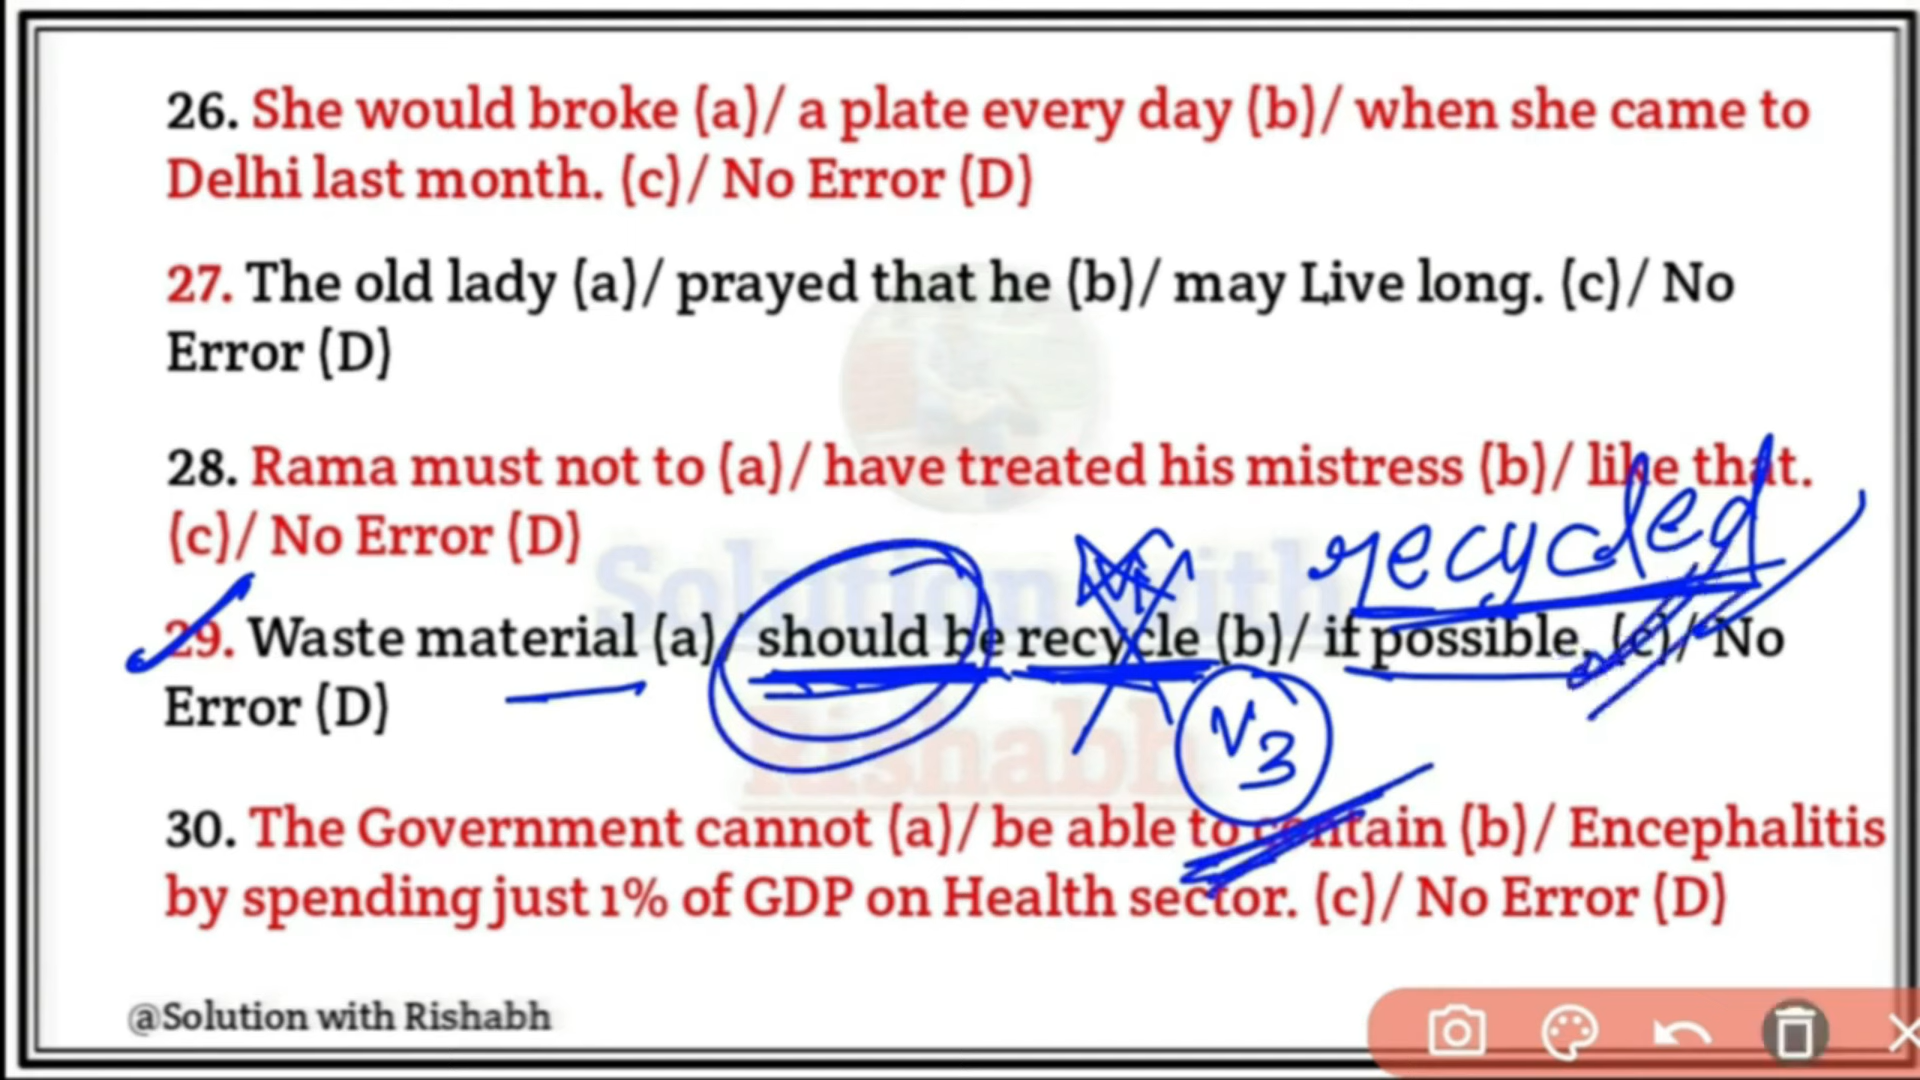 26. She would broke (a)/ a plate every day (b)/ when she came to
Delhi last month. (c)/ No Error (D)
27. The old lady (a)/ prayed that he (b)/ may Live long. (c)/ No
Error (D)
28. Rama must not to (a)/ have treated his mistress (b)/ like that.
(c)/ No Error (D)
recycled
29. Waste material (a)/ should be recycle (b)/ if possible. (c)/ No
Error (D)
V3
30. The Government cannot (a)/ be able to contain (b)/ Encephalitis
by spending just 1% of GDP on Health sector. (c)/ No Error (D)
Solution with
Rishabh
@Solution with Rishabh